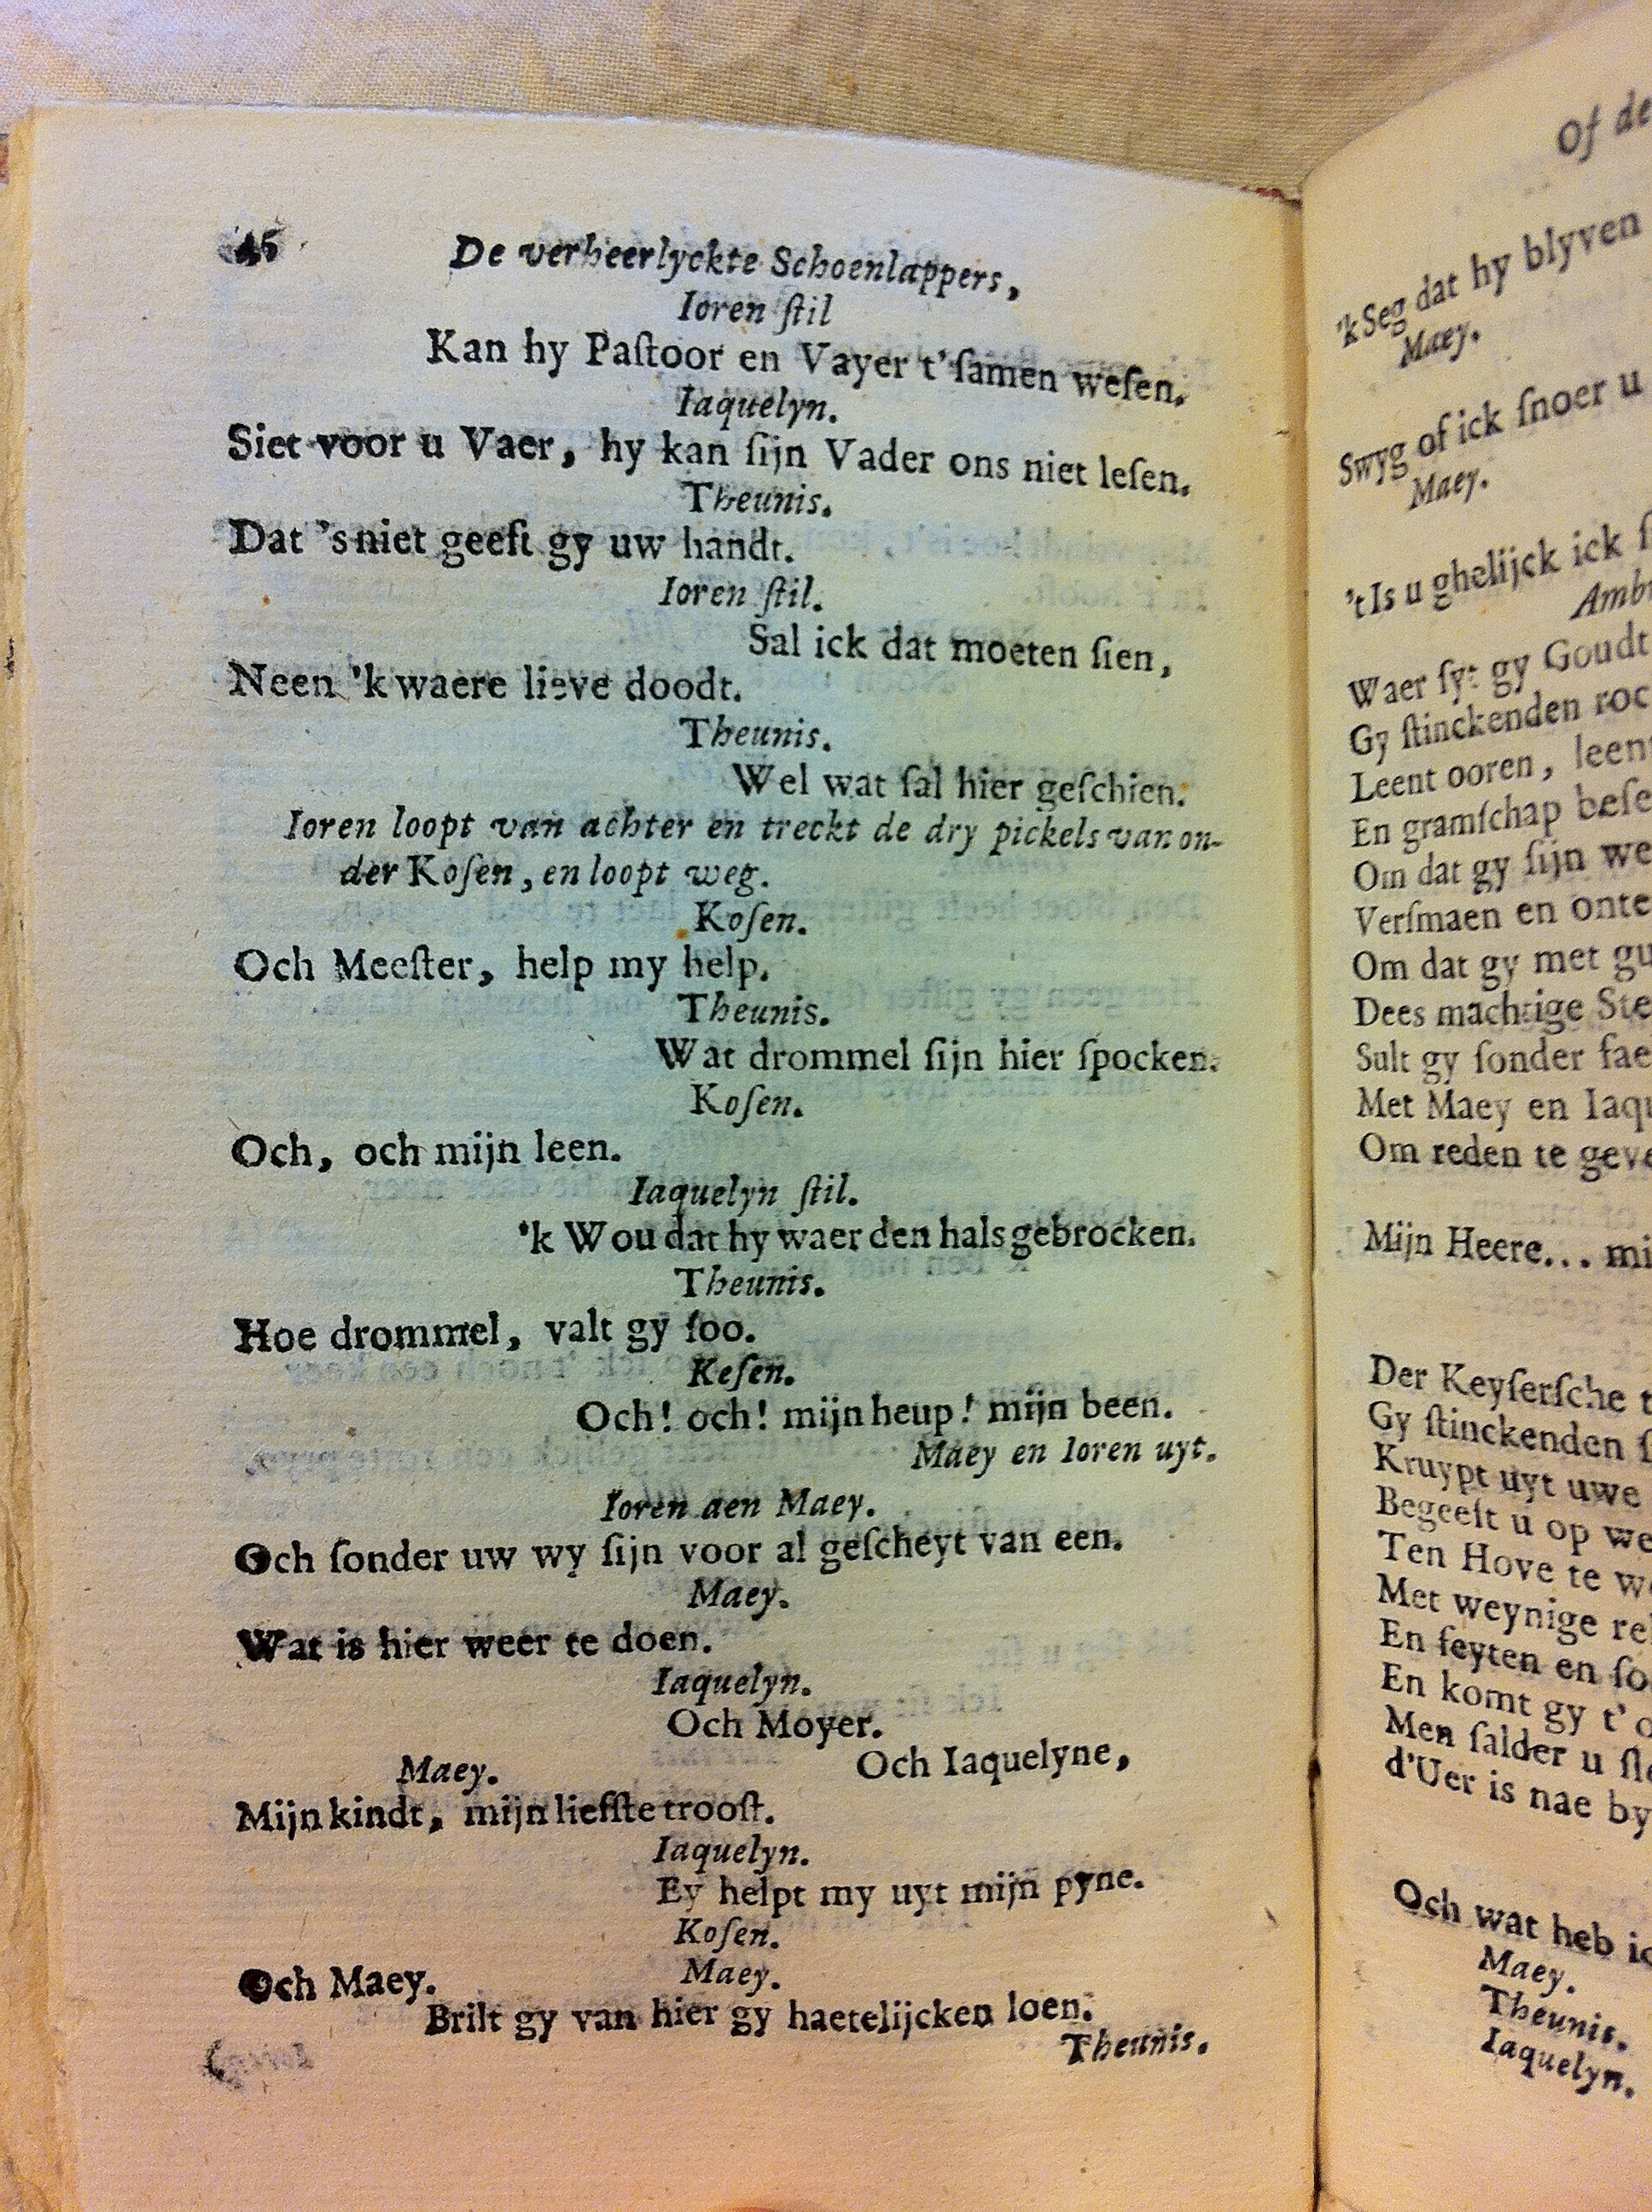 46
De verheerlyckte Schoenlappers,
Ioren ſtil
Kan hy Paſtoor en Vayer t'ſamen weſen.
Iaquelyn.
Siet voor u Vaer, hy kan ſijn Vader ons niet leſen.
Theunis.
Dat 's niet geeft gy uw handt.
Ioren ſtil.
Sal ick dat moeten ſien,
Neen 'k waere lieve doodt.
Theunis.
Wel wat ſal hier geſchien.
Ioren loopt van achter en treckt de dry pickels van on-
der Koſen, en loopt weg.
Koſen.
Och Meeſter, help my help.
Theunis.
Wat drommel ſijn hier ſpocken.
Koſen.
Och, och mijn leen.
Iaquelyn ſtil.
'k Wou dat hy waer den hals gebrocken.
Theunis.
Hoe drommel, valt gy ſoo.
Keſen.
Och! och! mijn heup! mijn been.
Maey en Ioren uyt.
Ioren aen Maey.
Och ſonder uw wy ſijn voor al geſcheyt van een.
Maey.
Wat is hier weer te doen.
Iaquelyn.
Och Moyer.
Maey. Och Iaquelyne,
Mijn kindt, mijn liefſte trooſt.
Iaquelyn.
Ey helpt my uyt mijn pyne.
Koſen.
Och Maey. Maey.
Brilt gy van hier gy haetelijcken loen.
Theunis.
Of de
'k Seg dat hy blyven
Maey.
Swyg of ick ſnoer u
Maey.
't Is u ghelijck ick
Waer ſyt gy Goudt
Gy ſtinckenden
Leent ooren,
En gramſchap
Om dat gy ſijn
Verſmaen en
Om dat gy met
Dees machtige
Sult gy ſonder
Met Maey en
Om reden te
Mijn Heere...
Der Keyſerſche
Gy ſtinckenden
Kruypt uyt uwe
Begeeft u op
Ten Hove te
Met weynige
En feyten en
En komt gy
Men ſalder u
d'Uer is nae by
Och wat heb
Maey.
Theunis.
Iaquelyn.